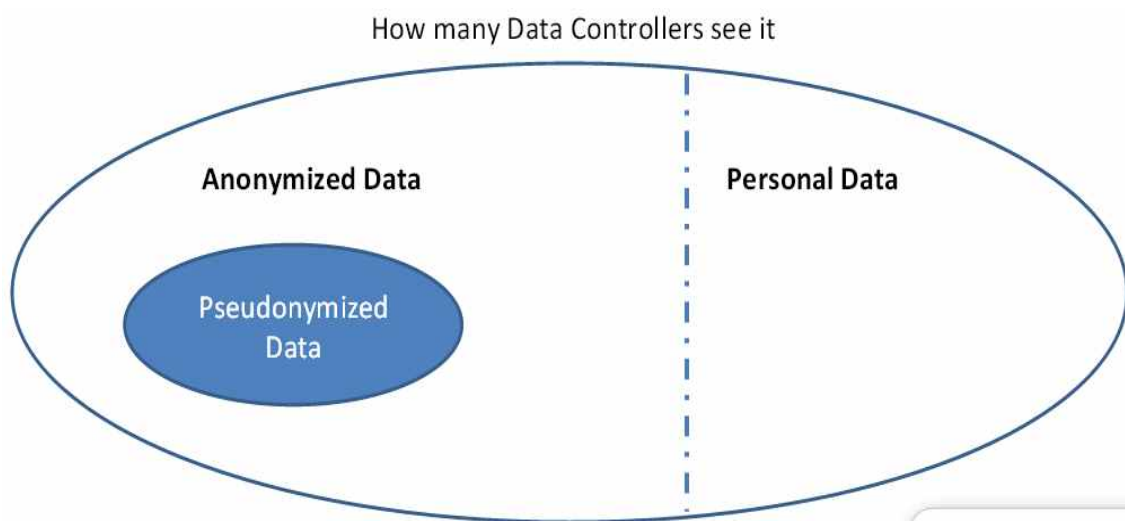 How many Data Controllers see it
Anonymized Data
Personal Data
Pseudonymized
Data